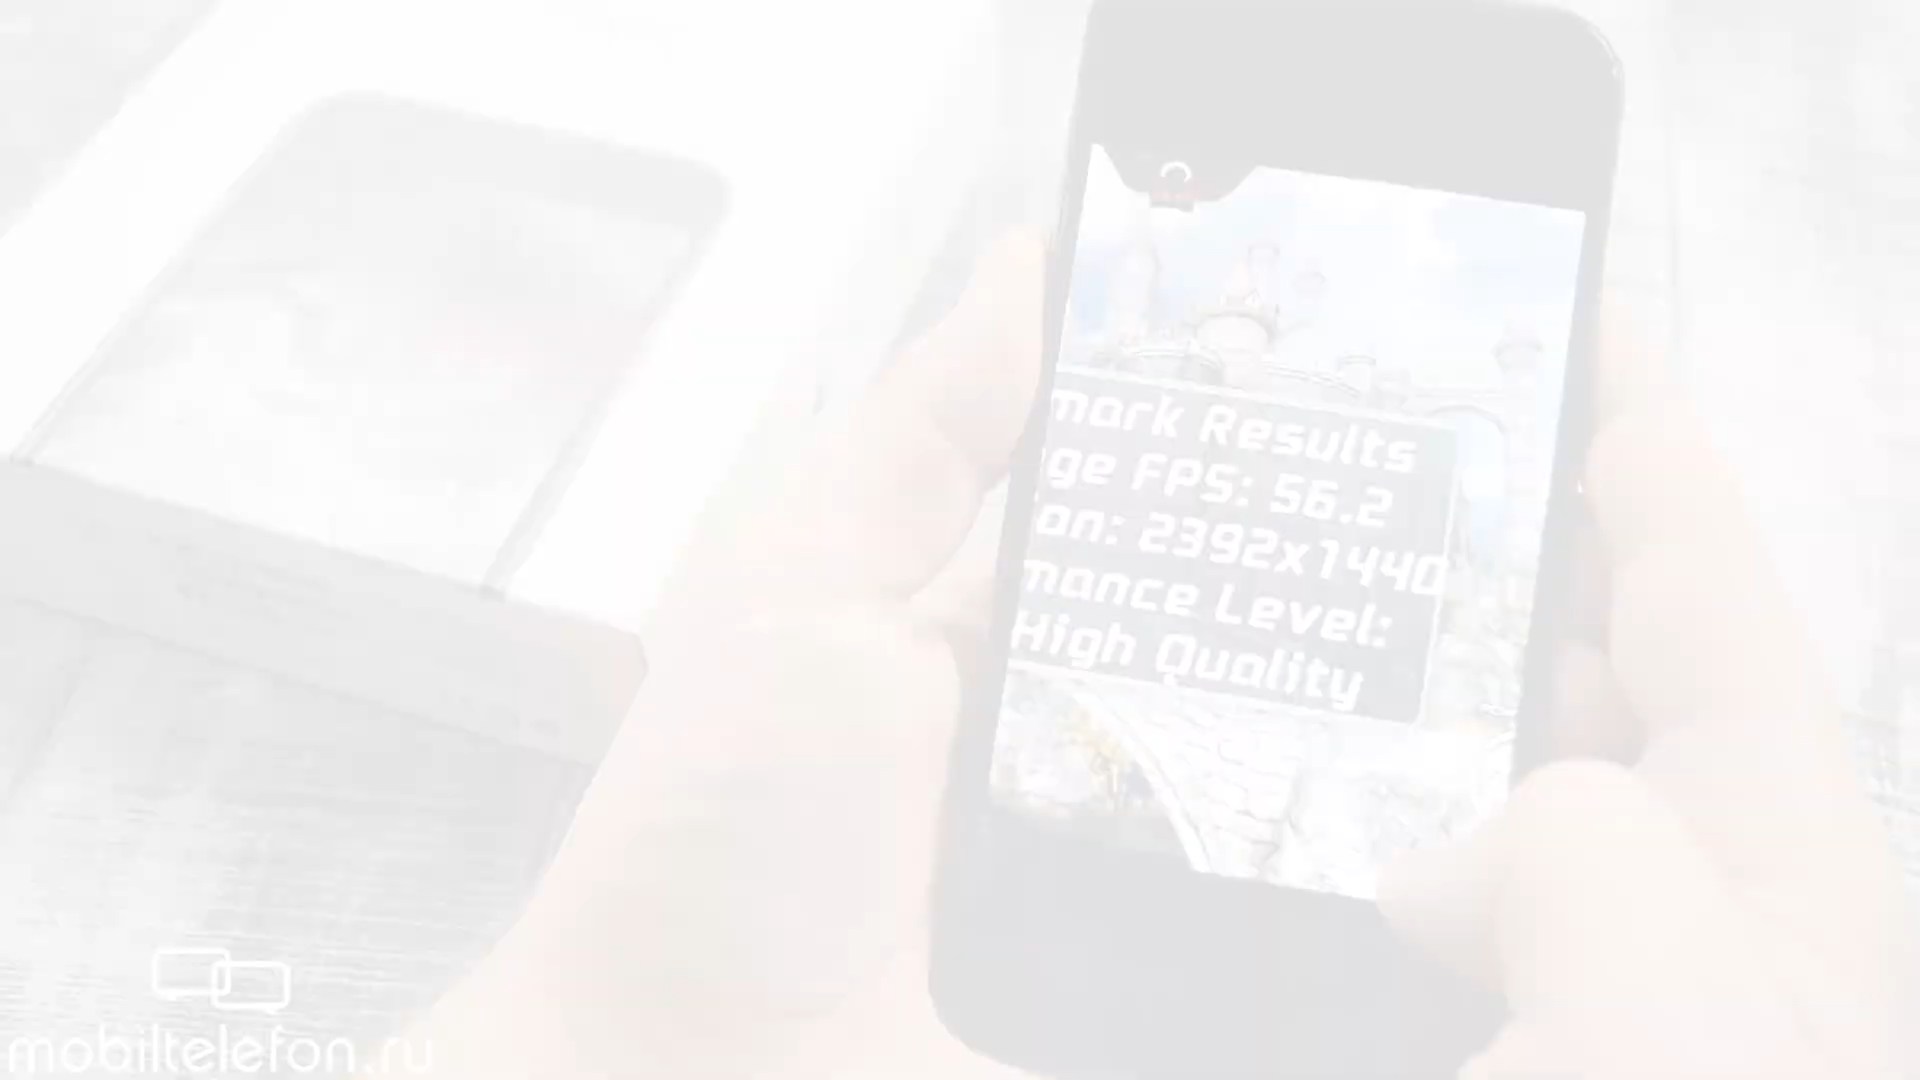 mark Results
ge FPS: 56.2
on: 2392x1440
mance Level:
High Quality
mobiltelefon.ru